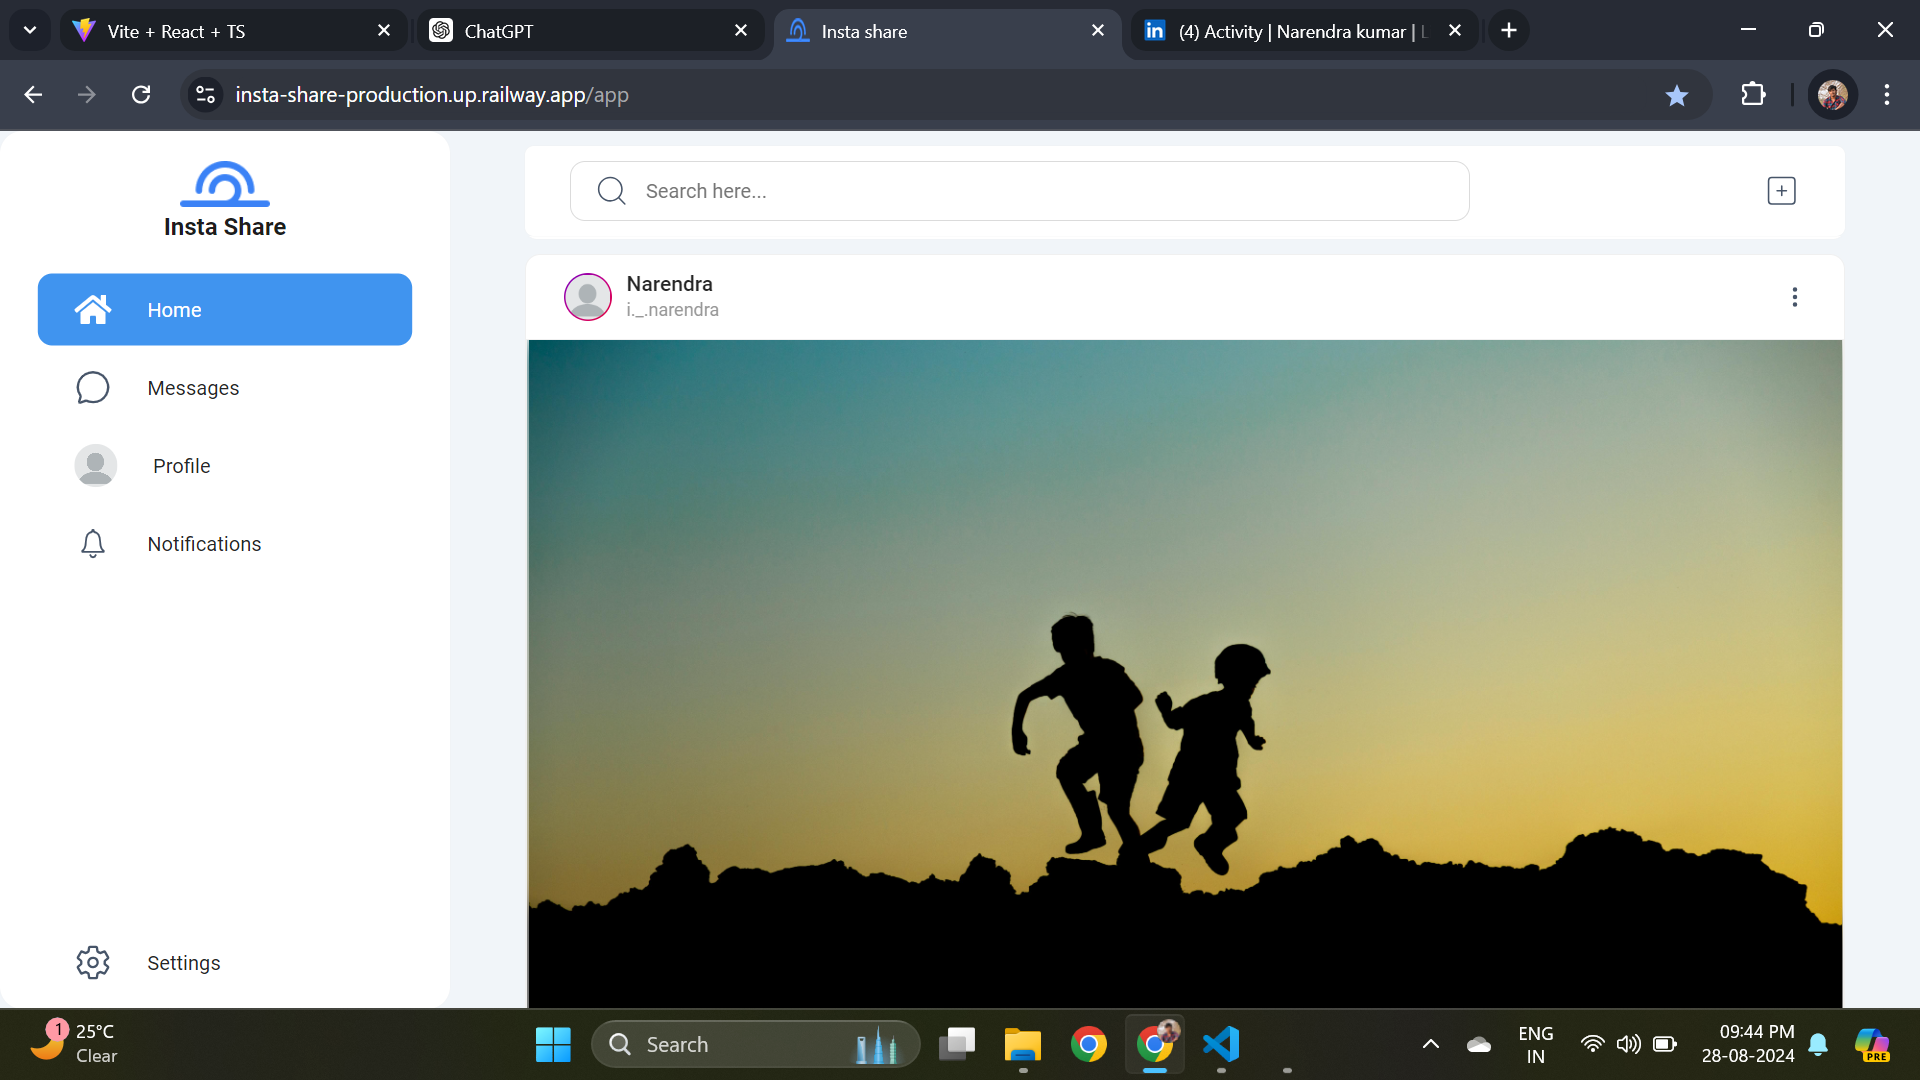 Vite + React + TS
ChatGPT
Insta share
(4) Activity | Narendra kumar | L
insta-share-production.up.railway.app/app
Insta Share
Search here...
Home
Narendra
i._.narendra
Messages
Profile
Notifications
Settings
1
25°C
Clear
Search
ENG
IN
09:44 PM
28-08-2024
PRE